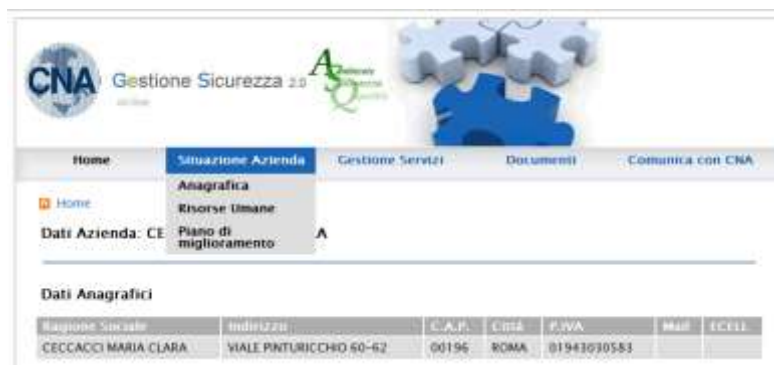 CNA Gestione Sicurezza 2.0
Home Situazione Azienda Gestione Servizi Documenti Comunica con CNA
Anagrafica
Home
Risorse Umane
Dati Azienda: CE Piano di miglioramento A
Dati Anagrafici
Ragione Sociale Indirizzo C.A.P. Città P.IVA Mail
CECCACCI MARIA CLARA VIALE PINTURICCHIO 60-62 00196 ROMA 01943030583